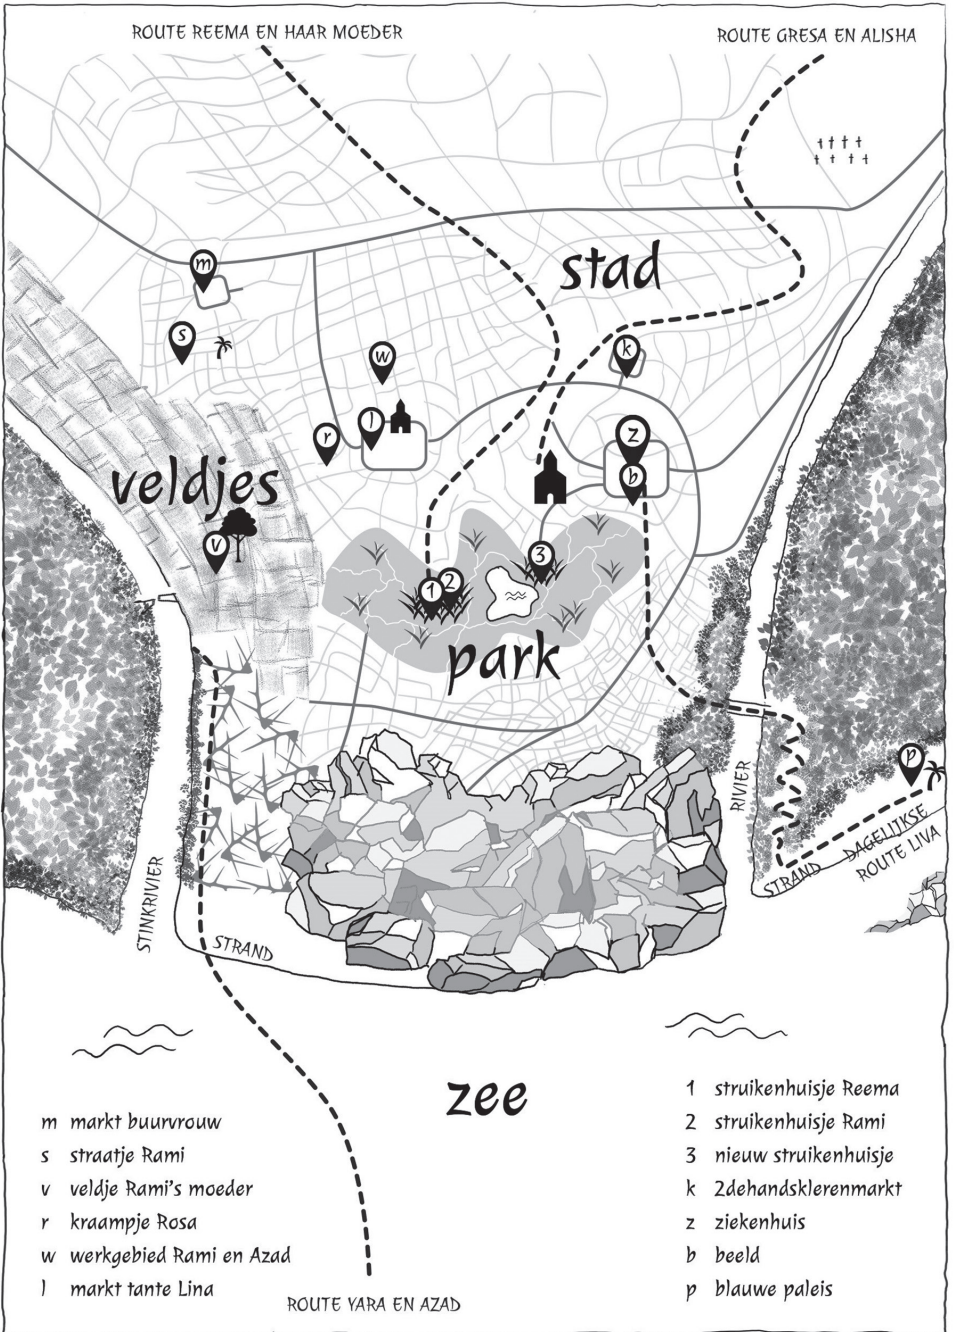 ROUTE REEMA EN HAAR MOEDER
ROUTE GRESA EN ALISHA
stad
m
s
w
k
l
r
z
b
veldjes
v
3
1
2
park
p
RIVIER
DAGELIJKSE
ROUTE LIVA
STRAND
STINKRIVIER
STRAND
zee
m markt buurvrouw
s straatje Rami
v veldje Rami's moeder
r kraampje Rosa
w werkgebied Rami en Azad
l markt tante Lina
1 struikenhuisje Reema
2 struikenhuisje Rami
3 nieuw struikenhuisje
k 2dehandsklerenmarkt
z ziekenhuis
b beeld
p blauwe paleis
ROUTE YARA EN AZAD